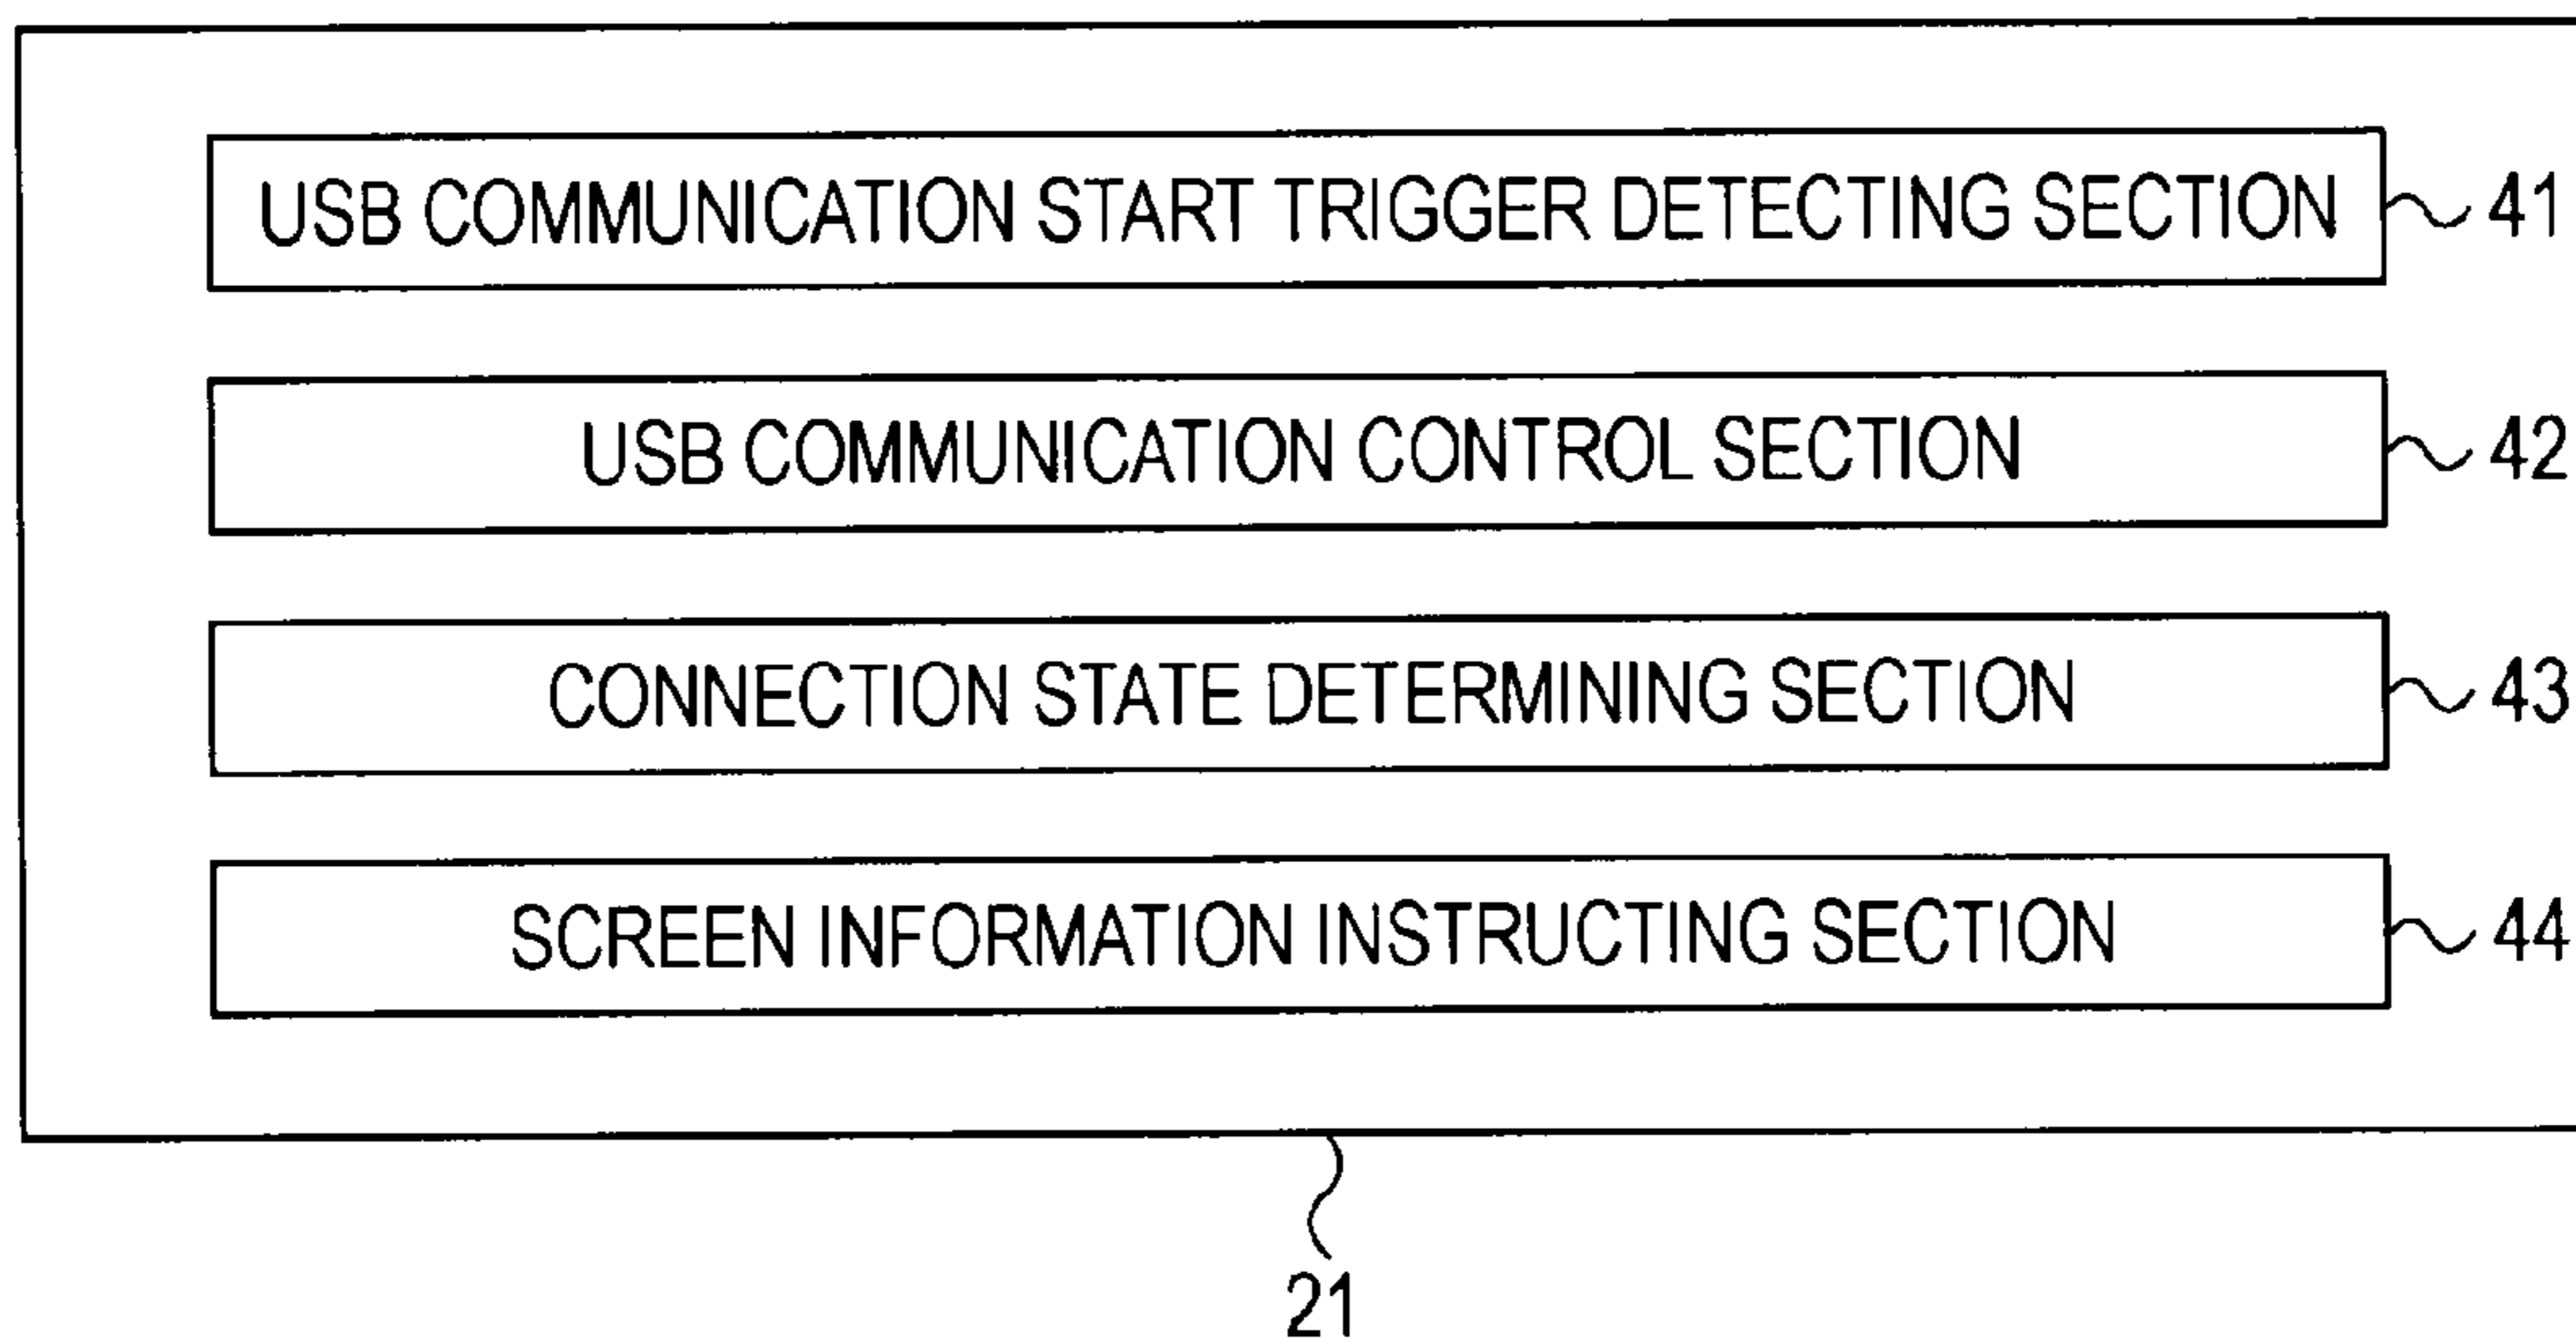 USB COMMUNICATION START TRIGGER DETECTING SECTION 41
USB COMMUNICATION CONTROL SECTION 42
CONNECTION STATE DETERMINING SECTION 43
SCREEN INFORMATION INSTRUCTING SECTION 44
21